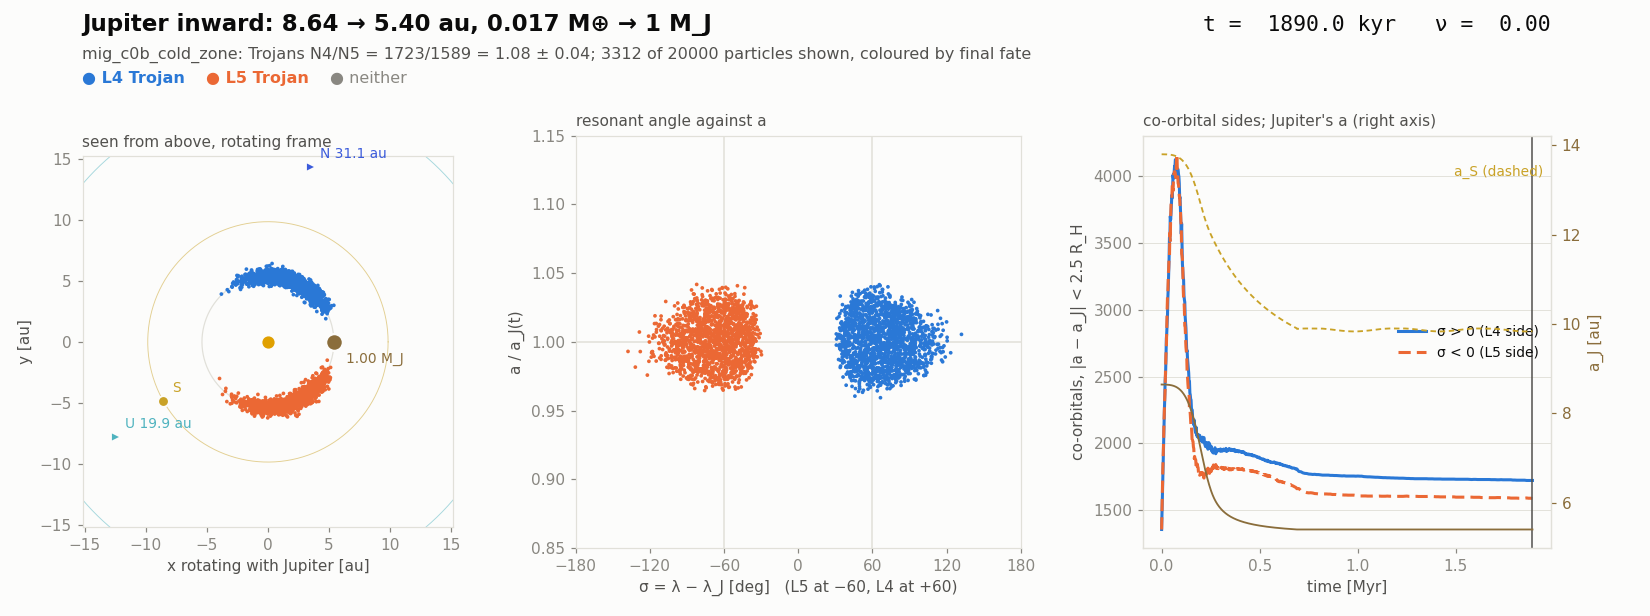 Jupiter inward: 8.64 → 5.40 au, 0.017 M⊕ → 1 M_J
t =  1890.0 kyr   ν =  0.00
mig_c0b_cold_zone: Trojans N4/N5 = 1723/1589 = 1.08 ± 0.04; 3312 of 20000 particles shown, coloured by final fate
● L4 Trojan ● L5 Trojan ● neither
seen from above, rotating frame
N 31.1 au
1.00 M_J
S
U 19.9 au
15
10
5
0
−5
−10
−15
−15 −10 −5 0 5 10 15
y [au]
x rotating with Jupiter [au]
resonant angle against a
1.15
1.10
1.05
1.00
0.95
0.90
0.85
−180 −120 −60 0 60 120 180
a / a_J(t)
σ = λ − λ_J [deg]   (L5 at −60, L4 at +60)
co-orbital sides; Jupiter's a (right axis)
a_S (dashed)
σ > 0 (L4 side)
σ < 0 (L5 side)
4000
3500
3000
2500
2000
1500
0.0 0.5 1.0 1.5
14
12
10
8
6
co-orbitals, |a − a_J| < 2.5 R_H
a_J [au]
time [Myr]